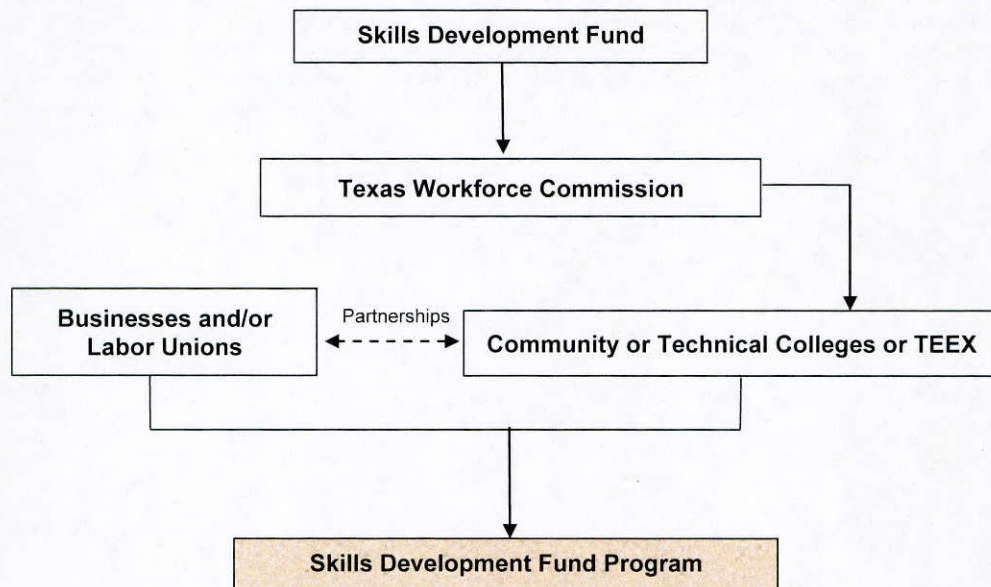 Skills Development Fund
Texas Workforce Commission
Businesses and/or
Labor Unions
Partnerships
Community or Technical Colleges or TEEX
Skills Development Fund Program